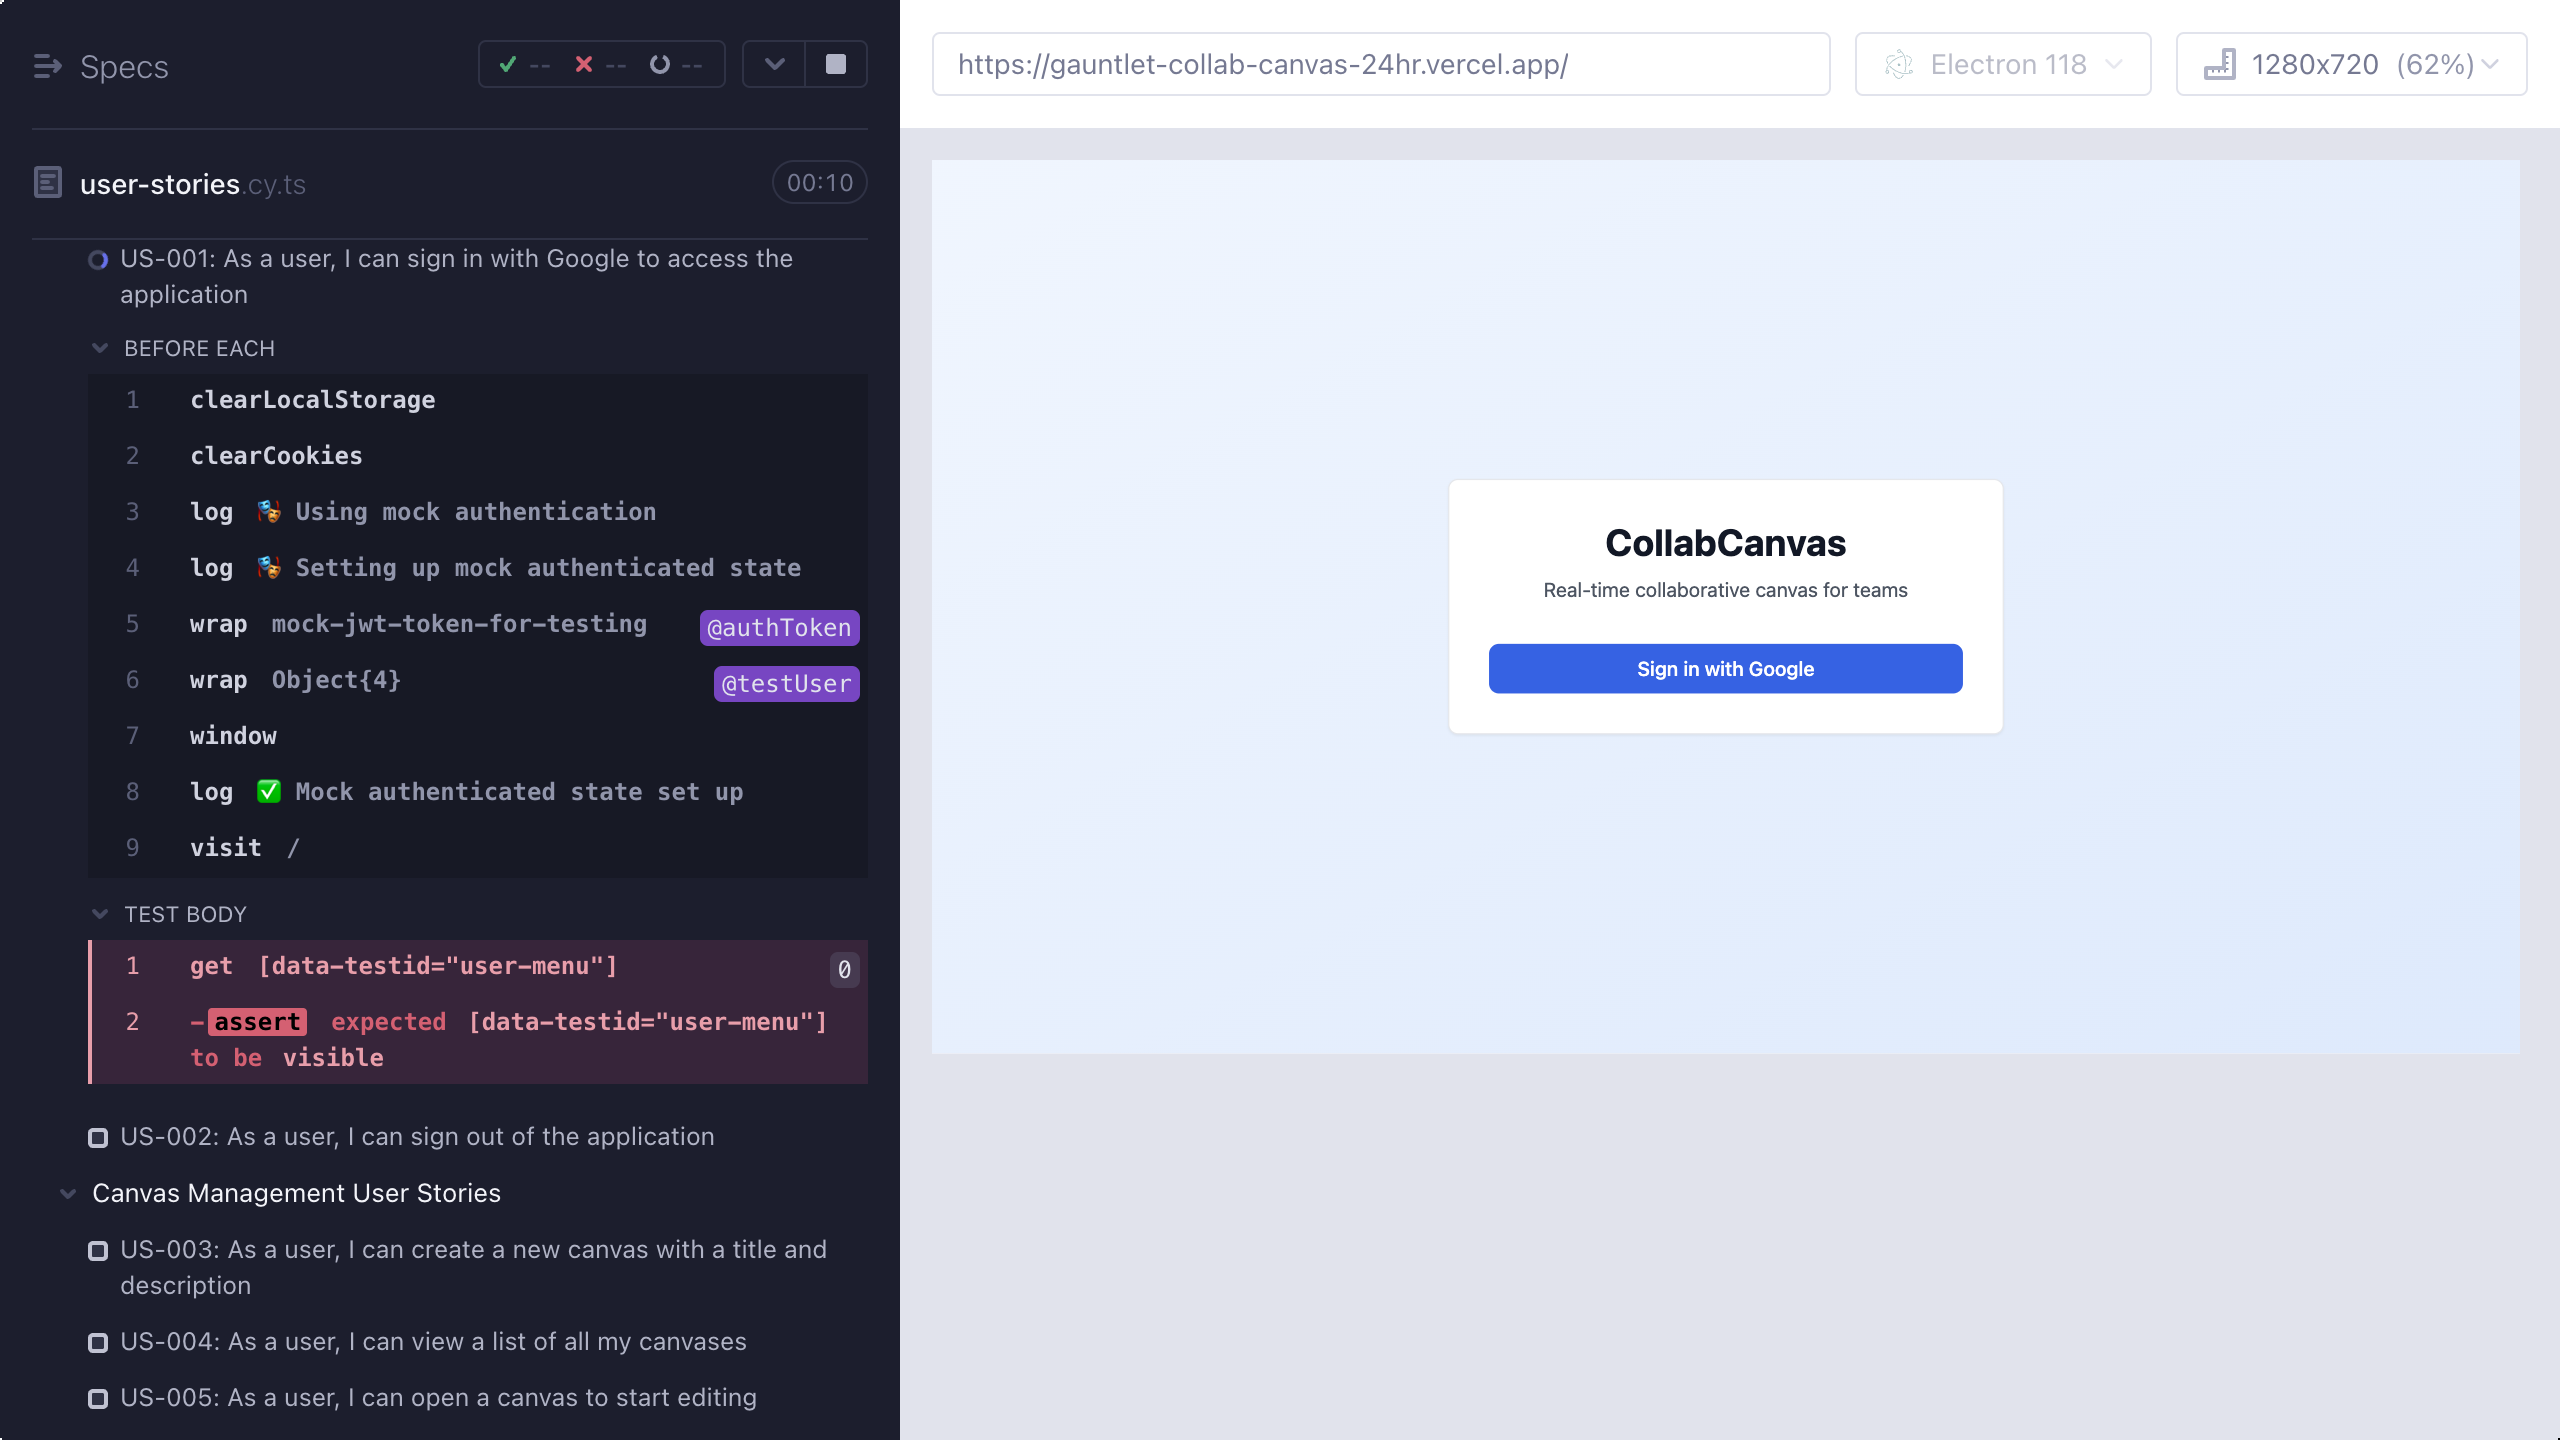 Specs
-- -- --
user-stories.cy.ts
00:10
US-001: As a user, I can sign in with Google to access the
application
BEFORE EACH
1 clearLocalStorage
2 clearCookies
3 log 🎭 Using mock authentication
4 log 🎭 Setting up mock authenticated state
5 wrap mock-jwt-token-for-testing @authToken
6 wrap Object{4} @testUser
7 window
8 log ✅ Mock authenticated state set up
9 visit /
TEST BODY
1 get [data-testid="user-menu"] 0
2 -assert expected [data-testid="user-menu"]
to be visible
US-002: As a user, I can sign out of the application
Canvas Management User Stories
US-003: As a user, I can create a new canvas with a title and
description
US-004: As a user, I can view a list of all my canvases
US-005: As a user, I can open a canvas to start editing
https://gauntlet-collab-canvas-24hr.vercel.app/
Electron 118
1280x720 (62%)
CollabCanvas
Real-time collaborative canvas for teams
Sign in with Google